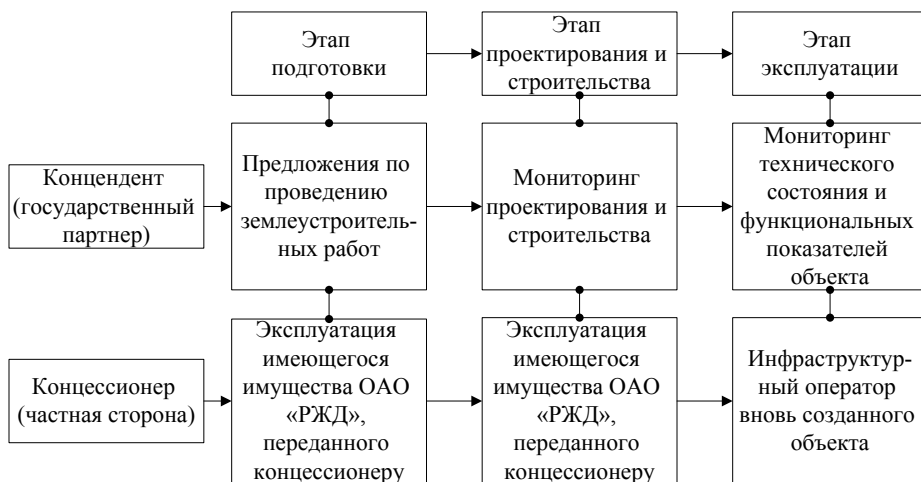 Этап
подготовки
Этап
проектирования и
строительства
Этап
эксплуатации
Концендент
(государственный
партнер)
Предложения по
проведению
землеустроитель-
ных работ
Мониторинг
проектирования и
строительства
Мониторинг
технического
состояния и
функциональных
показателей
объекта
Концессионер
(частная сторона)
Эксплуатация
имеющегося
имущества ОАО
«РЖД»,
переданного
концессионеру
Эксплуатация
имеющегося
имущества ОАО
«РЖД»,
переданного
концессионеру
Инфраструктур-
ный оператор
вновь созданного
объекта